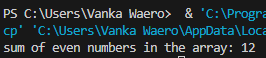 PS C:\Users\Vanka Waero>  & 'C:\Progra
cp' 'C:\Users\Vanka Waero\AppData\Loca
sum of even numbers in the array: 12